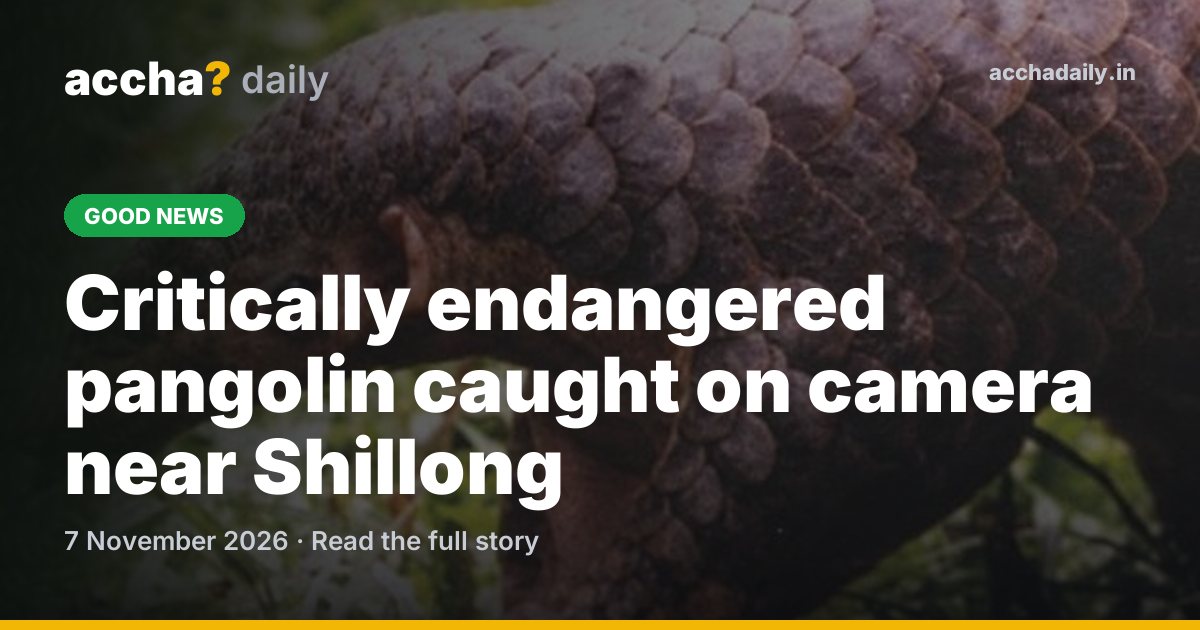 accha? daily
acchadaily.in
GOOD NEWS
Critically endangered
pangolin caught on camera
near Shillong
7 November 2026 · Read the full story